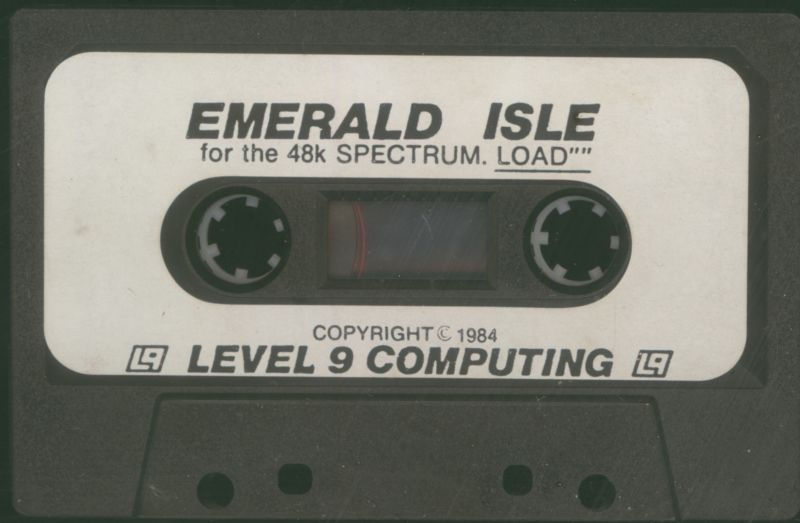 EMERALD ISLE
for the 48k SPECTRUM. LOAD""
COPYRIGHT © 1984
L9 LEVEL 9 COMPUTING L9